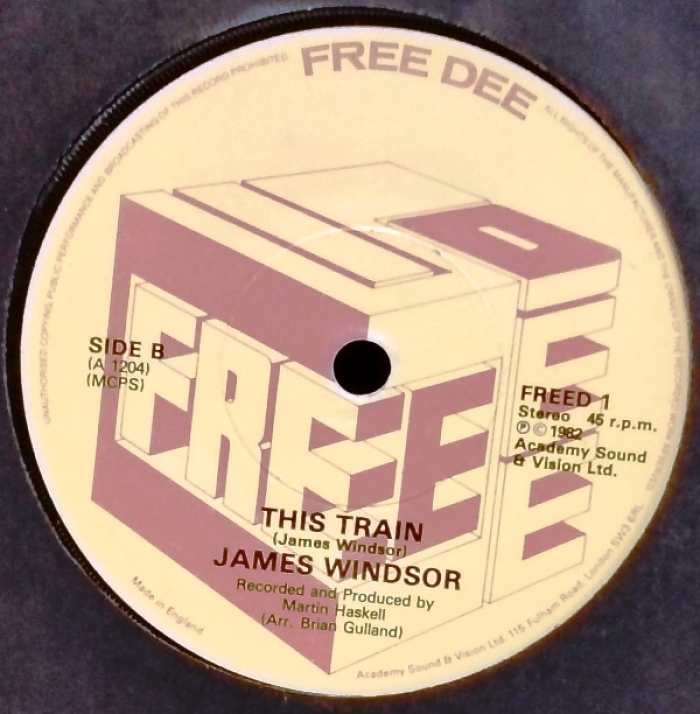 FREE DEE
UNAUTHORISED COPYING, PUBLIC PERFORMANCE AND BROADCASTING OF THIS RECORD PROHIBITED
ALL RIGHTS OF THE MANUFACTURER AND THE OWNER OF THE
FREE
DEE
SIDE B
(A 1204)
(MCPS)
FREED 1
Stereo 45 r.p.m.
℗ © 1982
Academy Sound
& Vision Ltd.
THIS TRAIN
(James Windsor)
JAMES WINDSOR
Recorded and Produced by
Martin Haskell
(Arr. Brian Gulland)
Made in England
Academy Sound & Vision Ltd. 115 Fulham Road, London SW3 6RL